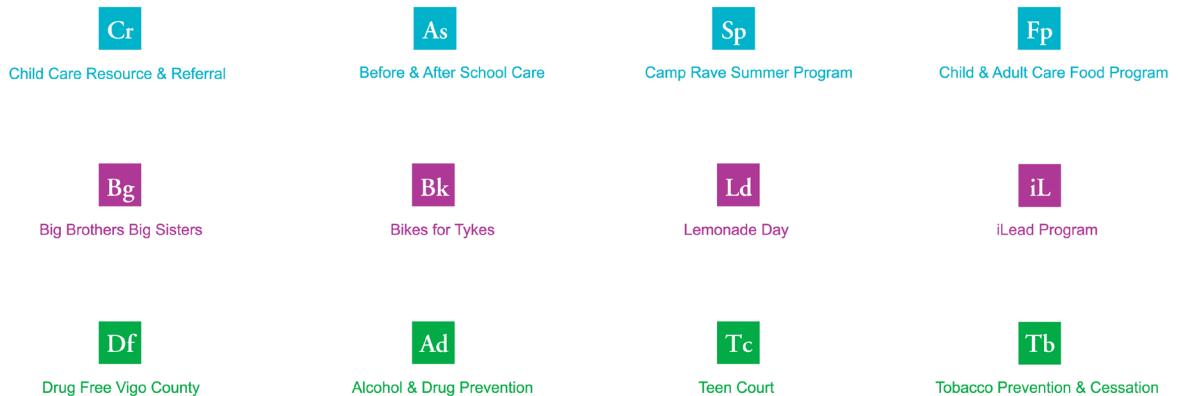 Cr As Sp Fp
Child Care Resource & Referral Before & After School Care Camp Rave Summer Program Child & Adult Care Food Program
Bg Bk Ld iL
Big Brothers Big Sisters Bikes for Tykes Lemonade Day iLead Program
Df Ad Tc Tb
Drug Free Vigo County Alcohol & Drug Prevention Teen Court Tobacco Prevention & Cessation